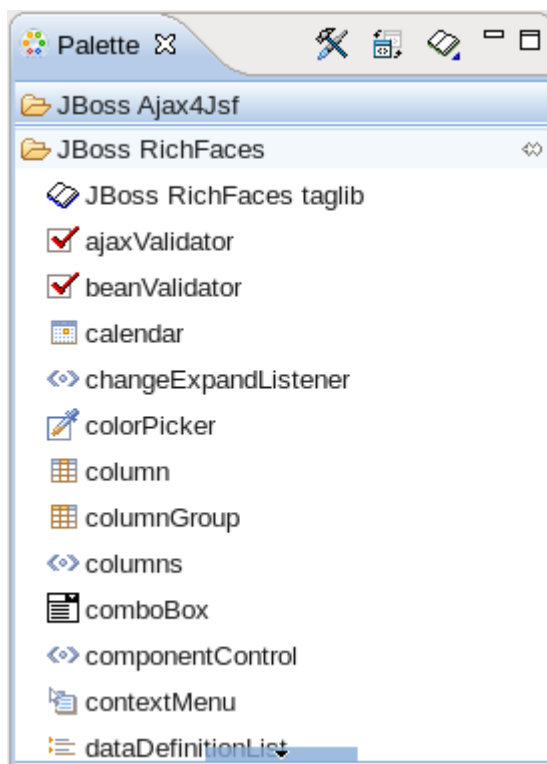 Palette
JBoss Ajax4Jsf
JBoss RichFaces
JBoss RichFaces taglib
ajaxValidator
beanValidator
calendar
changeExpandListener
colorPicker
column
columnGroup
columns
comboBox
componentControl
contextMenu
dataDefinitionList